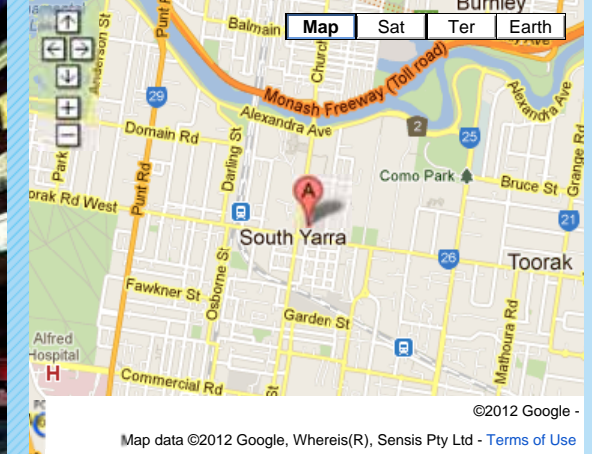 Burnley
Balmain
Map Sat Ter Earth
Punt
Anderson St
Church
Monash Freeway (Toll road)
Alexandra Ave
Alexandra Ave
29
2
25
Domain Rd
Darling St
Punt Rd
Park
Como Park
Bruce St
Grange Rd
A
orak Rd West
21
South Yarra
26
Toorak
Osborne St
Fawkner St
Garden St
Mathoura Rd
Alfred
Hospital
H
Commercial Rd
St
©2012 Google -
Map data ©2012 Google, Whereis(R), Sensis Pty Ltd - Terms of Use